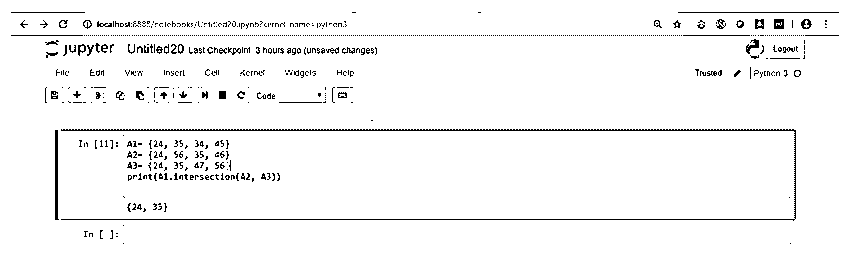 localhost:8888/notebooks/Untitled20.ipynb?kernel_name=python3
jupyter Untitled20 Last Checkpoint 3 hours ago (unsaved changes)
Logout
File Edit View Insert Cell Kernel Widgets Help
Trusted Python 3
Code
In [11]: A1= {24, 35, 34, 45}
A2= {24, 56, 35, 46}
A3= {24, 35, 47, 56}
print(A1.intersection(A2, A3))
{24, 35}
In [ ]: